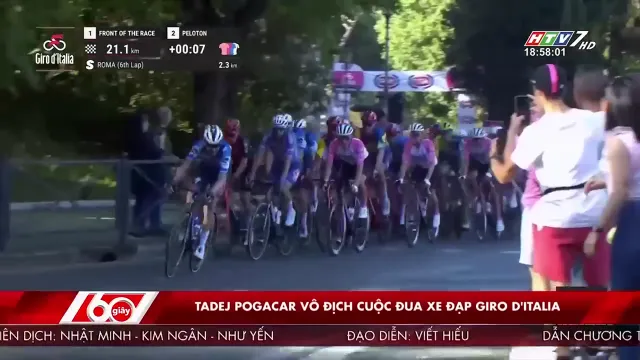 1 FRONT OF THE RACE 2 PELOTON
21.1 km +00'07
S ROMA (6th Lap) 2.3 km
Giro d'Italia
HTV7 HD
18:58:01
60 giây
TADEJ POGACAR VÔ ĐỊCH CUỘC ĐUA XE ĐẠP GIRO D'ITALIA
IÊN DỊCH: NHẬT MINH - KIM NGÂN - NHƯ YẾN ĐẠO DIỄN: VIẾT HIẾU DẪN CHƯƠNG